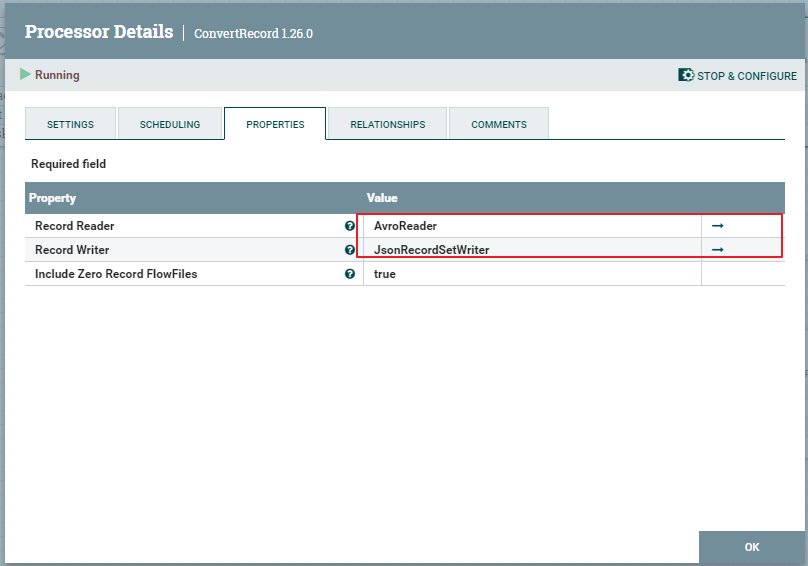 Processor Details | ConvertRecord 1.26.0
Running
STOP & CONFIGURE
SETTINGS
SCHEDULING
PROPERTIES
RELATIONSHIPS
COMMENTS
Required field
Property Value
Record Reader AvroReader
Record Writer JsonRecordSetWriter
Include Zero Record FlowFiles true
OK